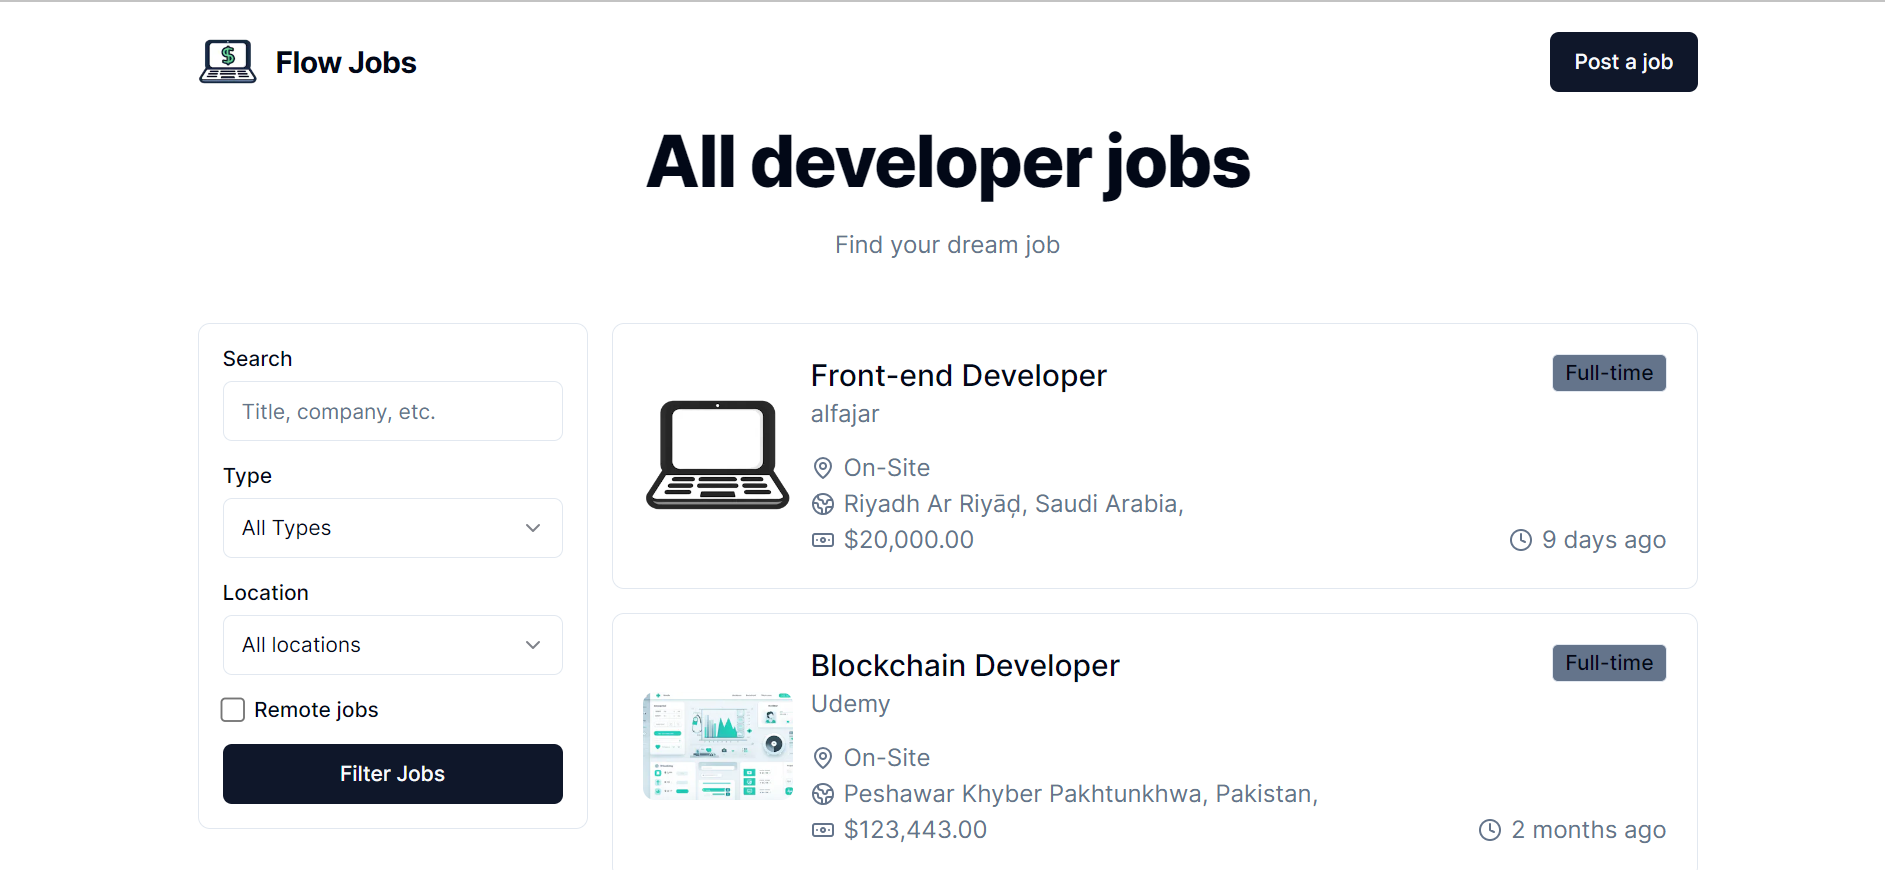 $
Flow Jobs
Post a job
All developer jobs
Find your dream job
Search
Title, company, etc.
Type
All Types
Location
All locations
Remote jobs
Filter Jobs
Front-end Developer
Full-time
alfajar
On-Site
Riyadh Ar Riyāḑ, Saudi Arabia,
$20,000.00
9 days ago
Blockchain Developer
Full-time
Udemy
On-Site
Peshawar Khyber Pakhtunkhwa, Pakistan,
$123,443.00
2 months ago